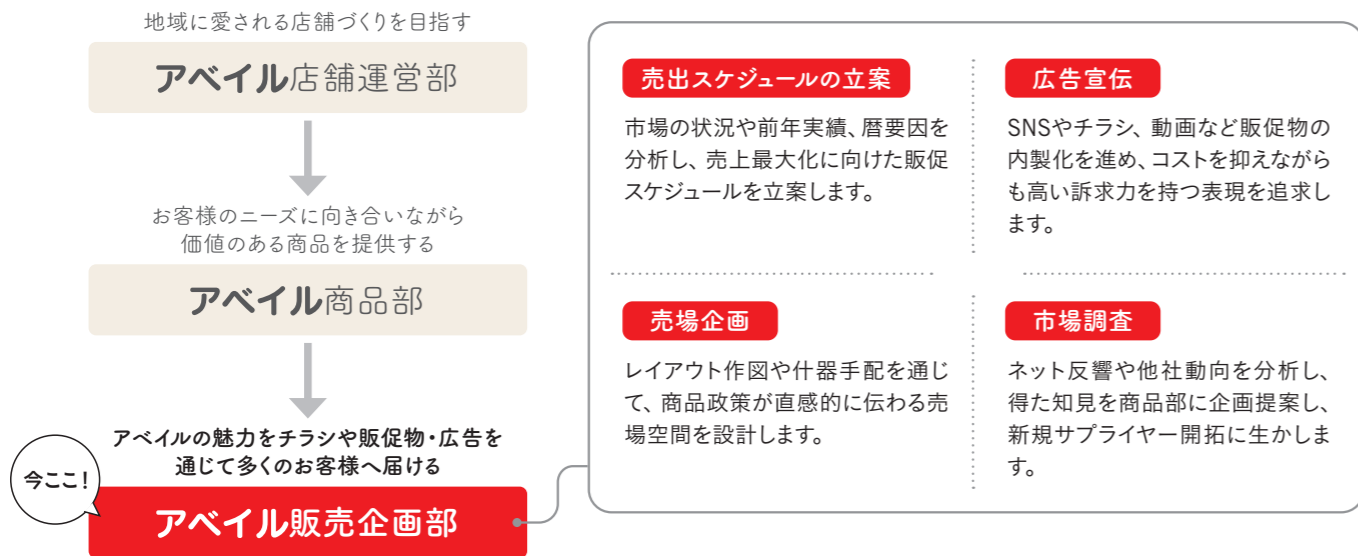 地域に愛される店舗づくりを目指す
アベイル店舗運営部
お客様のニーズに向き合いながら
価値のある商品を提供する
アベイル商品部
アベイルの魅力をチラシや販促物・広告を
通じて多くのお客様へ届ける
今ここ!
アベイル販売企画部
売出スケジュールの立案
市場の状況や前年実績、暦要因を
分析し、売上最大化に向けた販促
スケジュールを立案します。
広告宣伝
SNSやチラシ、動画など販促物の
内製化を進め、コストを抑えながら
も高い訴求力を持つ表現を追求し
ます。
売場企画
レイアウト作図や什器手配を通じ
て、商品政策が直感的に伝わる売
場空間を設計します。
市場調査
ネット反響や他社動向を分析し、
得た知見を商品部に企画提案し、
新規サプライヤー開拓に生かしま
す。